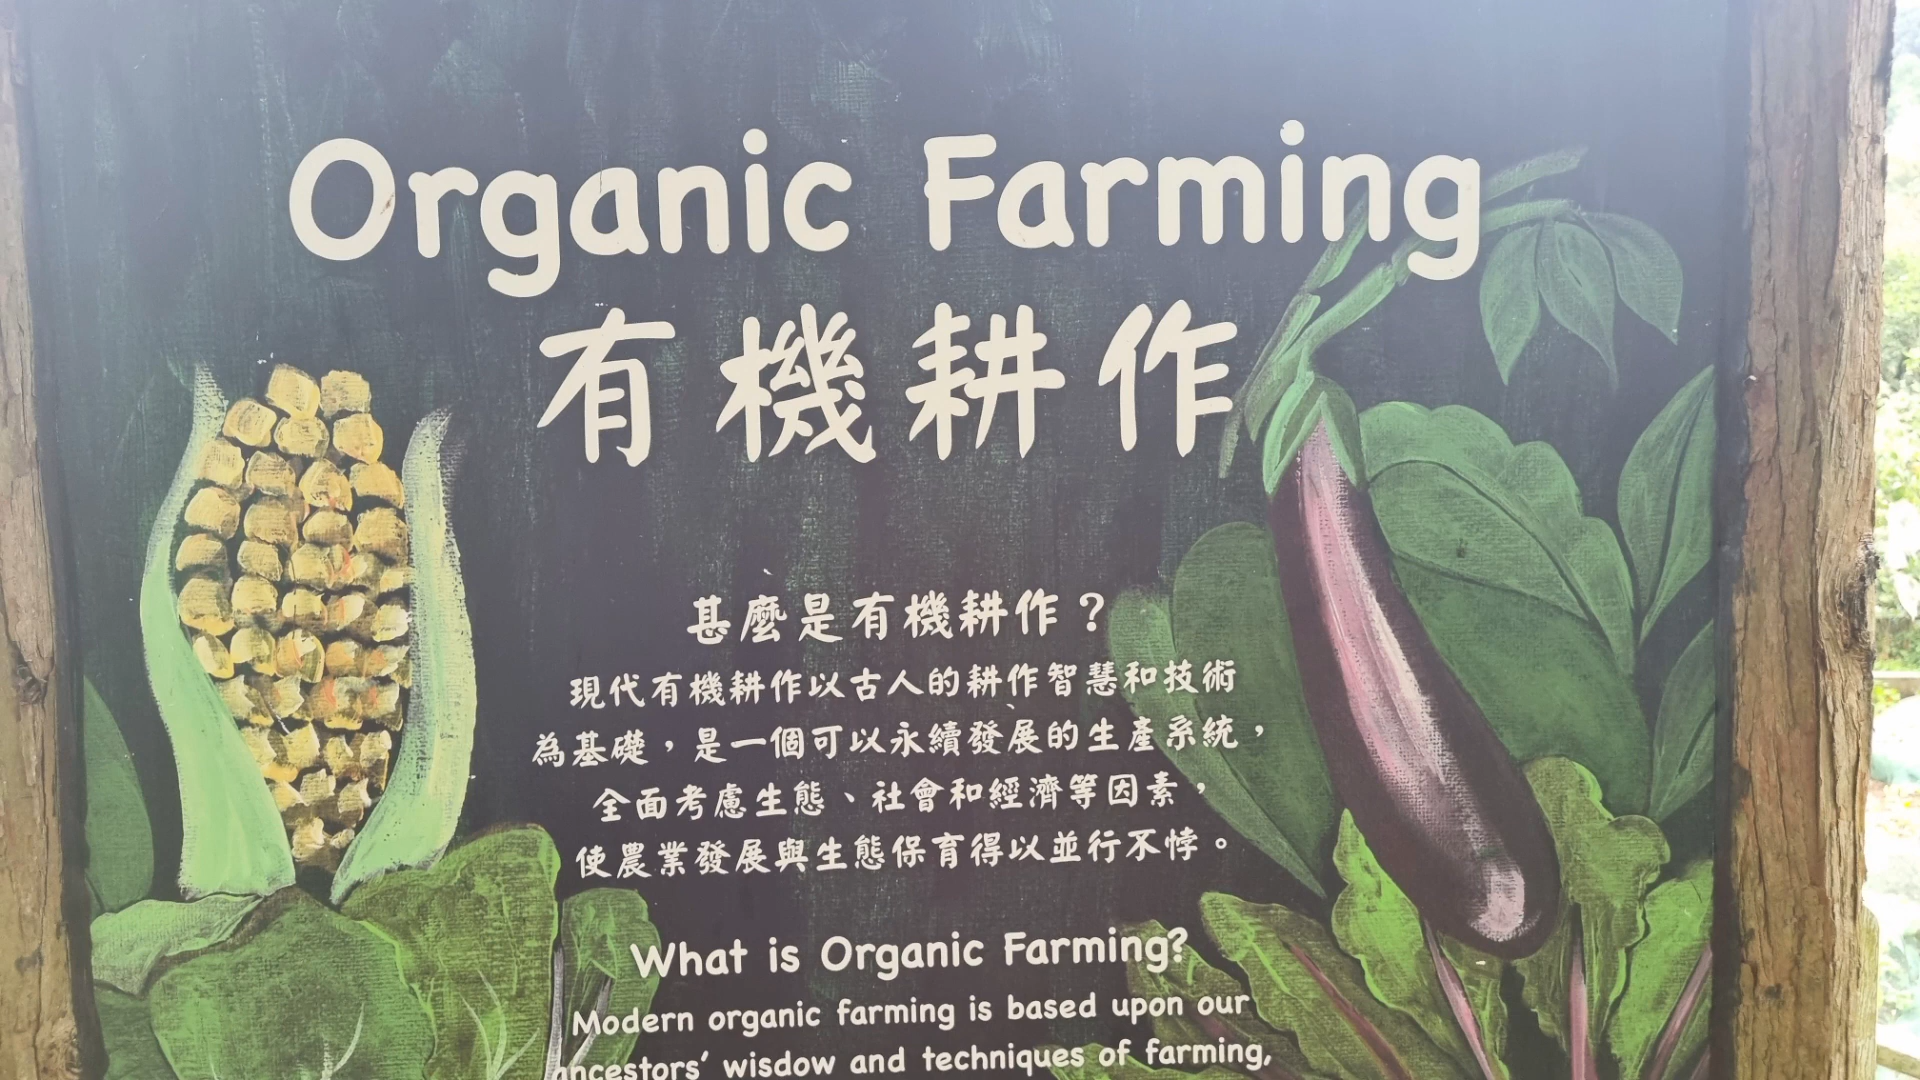 Organic Farming
有機耕作
甚麼是有機耕作？
現代有機耕作以古人的耕作智慧和技術
為基礎，是一個可以永續發展的生產系統，
全面考慮生態、社會和經濟等因素，
使農業發展與生態保育得以並行不悖。
What is Organic Farming?
Modern organic farming is based upon our
ancestors' wisdow and techniques of farming,